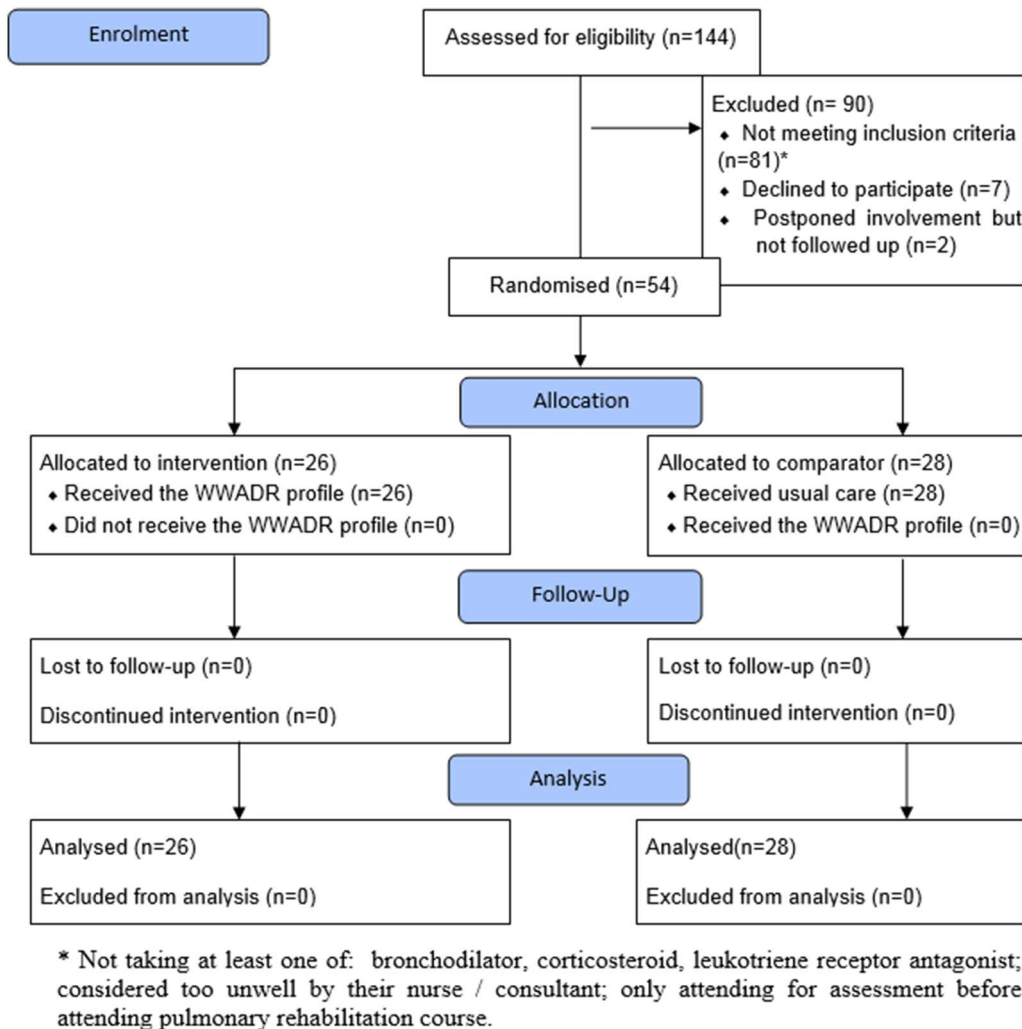 Enrolment
Assessed for eligibility (n=144)
Excluded (n= 90)
⬥ Not meeting inclusion criteria
(n=81)*
⬥ Declined to participate (n=7)
⬥ Postponed involvement but
not followed up (n=2)
Randomised (n=54)
Allocation
Allocated to intervention (n=26)
⬥ Received the WWADR profile (n=26)
⬥ Did not receive the WWADR profile (n=0)
Allocated to comparator (n=28)
⬥ Received usual care (n=28)
⬥ Received the WWADR profile (n=0)
Follow-Up
Lost to follow-up (n=0)
Discontinued intervention (n=0)
Lost to follow-up (n=0)
Discontinued intervention (n=0)
Analysis
Analysed (n=26)
Excluded from analysis (n=0)
Analysed(n=28)
Excluded from analysis (n=0)
* Not taking at least one of: bronchodilator, corticosteroid, leukotriene receptor antagonist;
considered too unwell by their nurse / consultant; only attending for assessment before
attending pulmonary rehabilitation course.